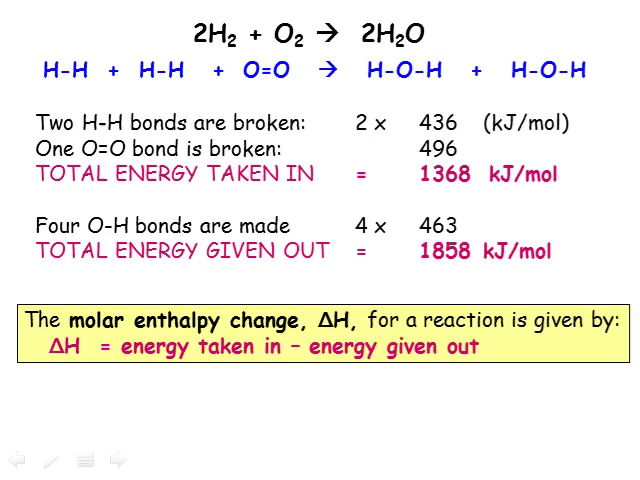 2H₂ + O₂ → 2H₂O
H-H + H-H + O=O → H-O-H + H-O-H
Two H-H bonds are broken: 2 x 436 (kJ/mol)
One O=O bond is broken: 496
TOTAL ENERGY TAKEN IN = 1368 kJ/mol
Four O-H bonds are made 4 x 463
TOTAL ENERGY GIVEN OUT = 1858 kJ/mol
The molar enthalpy change, ΔH, for a reaction is given by:
ΔH = energy taken in – energy given out